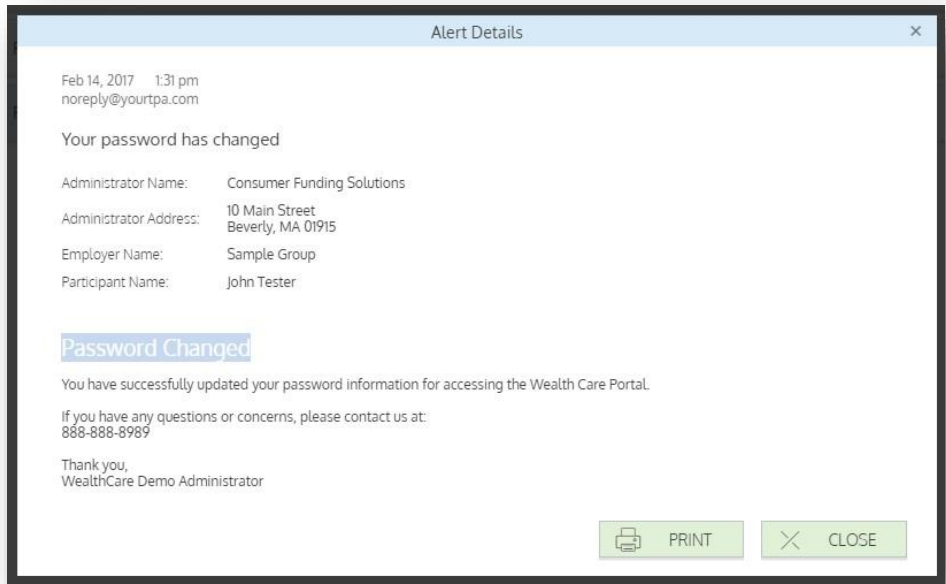 Alert Details
Feb 14, 2017 1:31 pm
noreply@yourtpa.com
Your password has changed
Administrator Name: Consumer Funding Solutions
Administrator Address: 10 Main Street
Beverly, MA 01915
Employer Name: Sample Group
Participant Name: John Tester
Password Changed
You have successfully updated your password information for accessing the Wealth Care Portal.
If you have any questions or concerns, please contact us at:
888-888-8989
Thank you,
WealthCare Demo Administrator
PRINT CLOSE